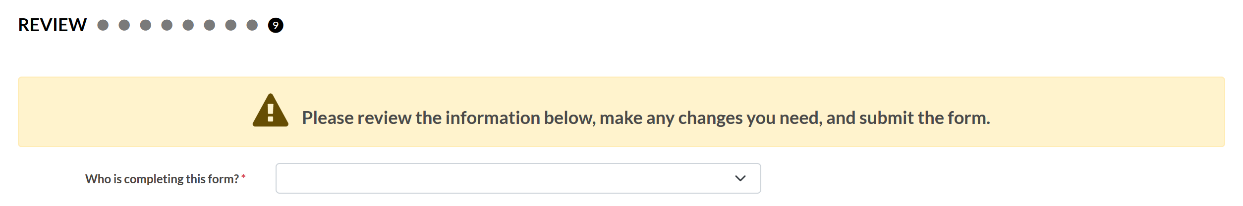 REVIEW 9
Please review the information below, make any changes you need, and submit the form.
Who is completing this form? *